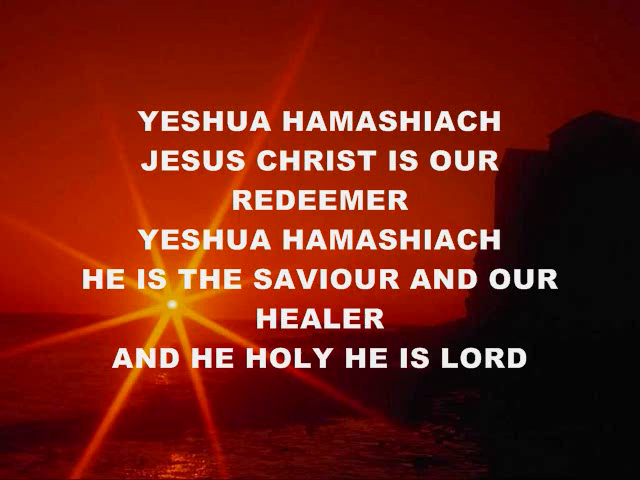 YESHUA HAMASHIACH
JESUS CHRIST IS OUR
REDEEMER
YESHUA HAMASHIACH
HE IS THE SAVIOUR AND OUR
HEALER
AND HE HOLY HE IS LORD